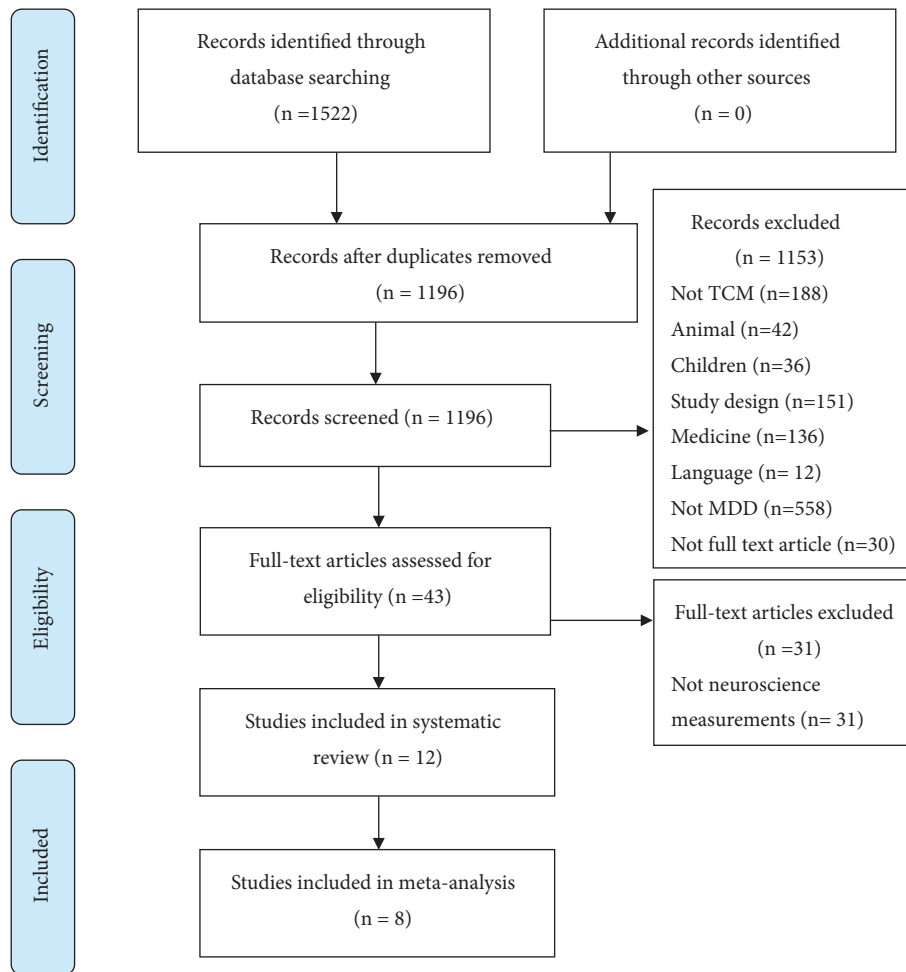 Identification
Records identified through
database searching
(n =1522)
Additional records identified
through other sources
(n = 0)
Records after duplicates removed
(n = 1196)
Screening
Records screened (n = 1196)
Records excluded
(n = 1153)
Not TCM (n=188)
Animal (n=42)
Children (n=36)
Study design (n=151)
Medicine (n=136)
Language (n= 12)
Not MDD (n=558)
Not full text article (n=30)
Eligibility
Full-text articles assessed for
eligibility (n =43)
Full-text articles excluded
(n =31)
Not neuroscience
measurements (n= 31)
Studies included in systematic
review (n = 12)
Included
Studies included in meta-analysis
(n = 8)